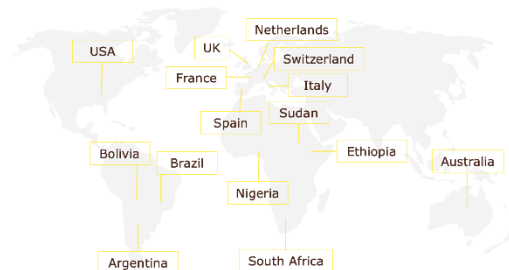 Netherlands
USA
UK
Switzerland
France
Italy
Spain
Sudan
Bolivia
Brazil
Ethiopia
Australia
Nigeria
Argentina
South Africa